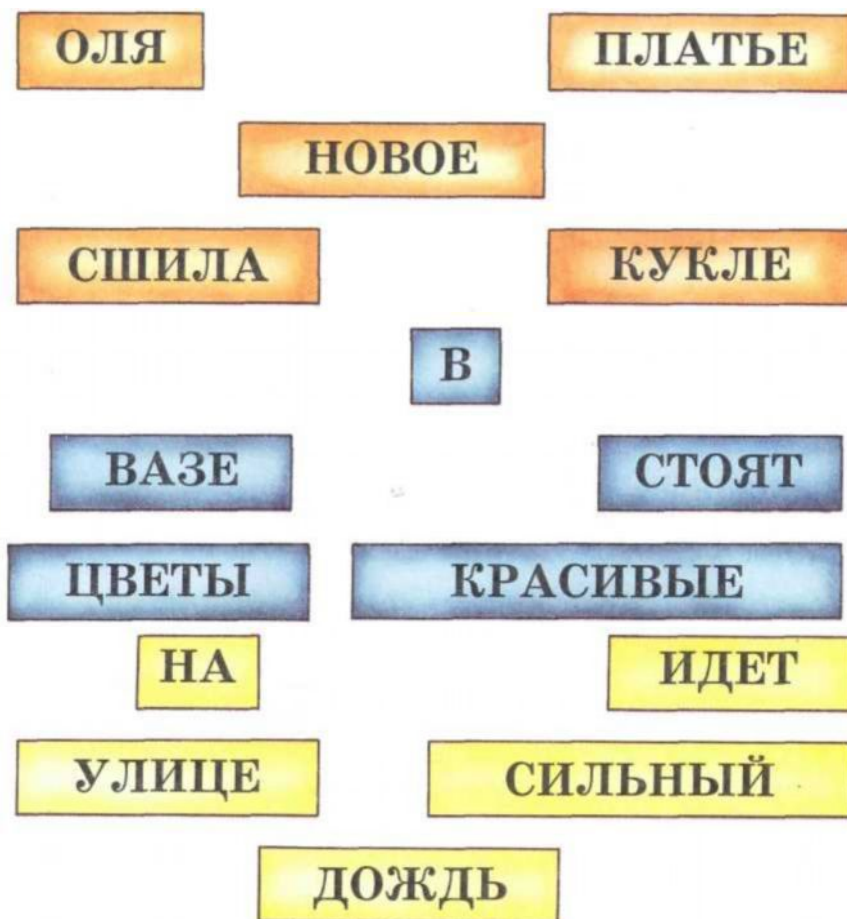 ОЛЯ ПЛАТЬЕ
НОВОЕ
СШИЛА КУКЛЕ
В
ВАЗЕ СТОЯТ
ЦВЕТЫ КРАСИВЫЕ
НА ИДЕТ
УЛИЦЕ СИЛЬНЫЙ
ДОЖДЬ